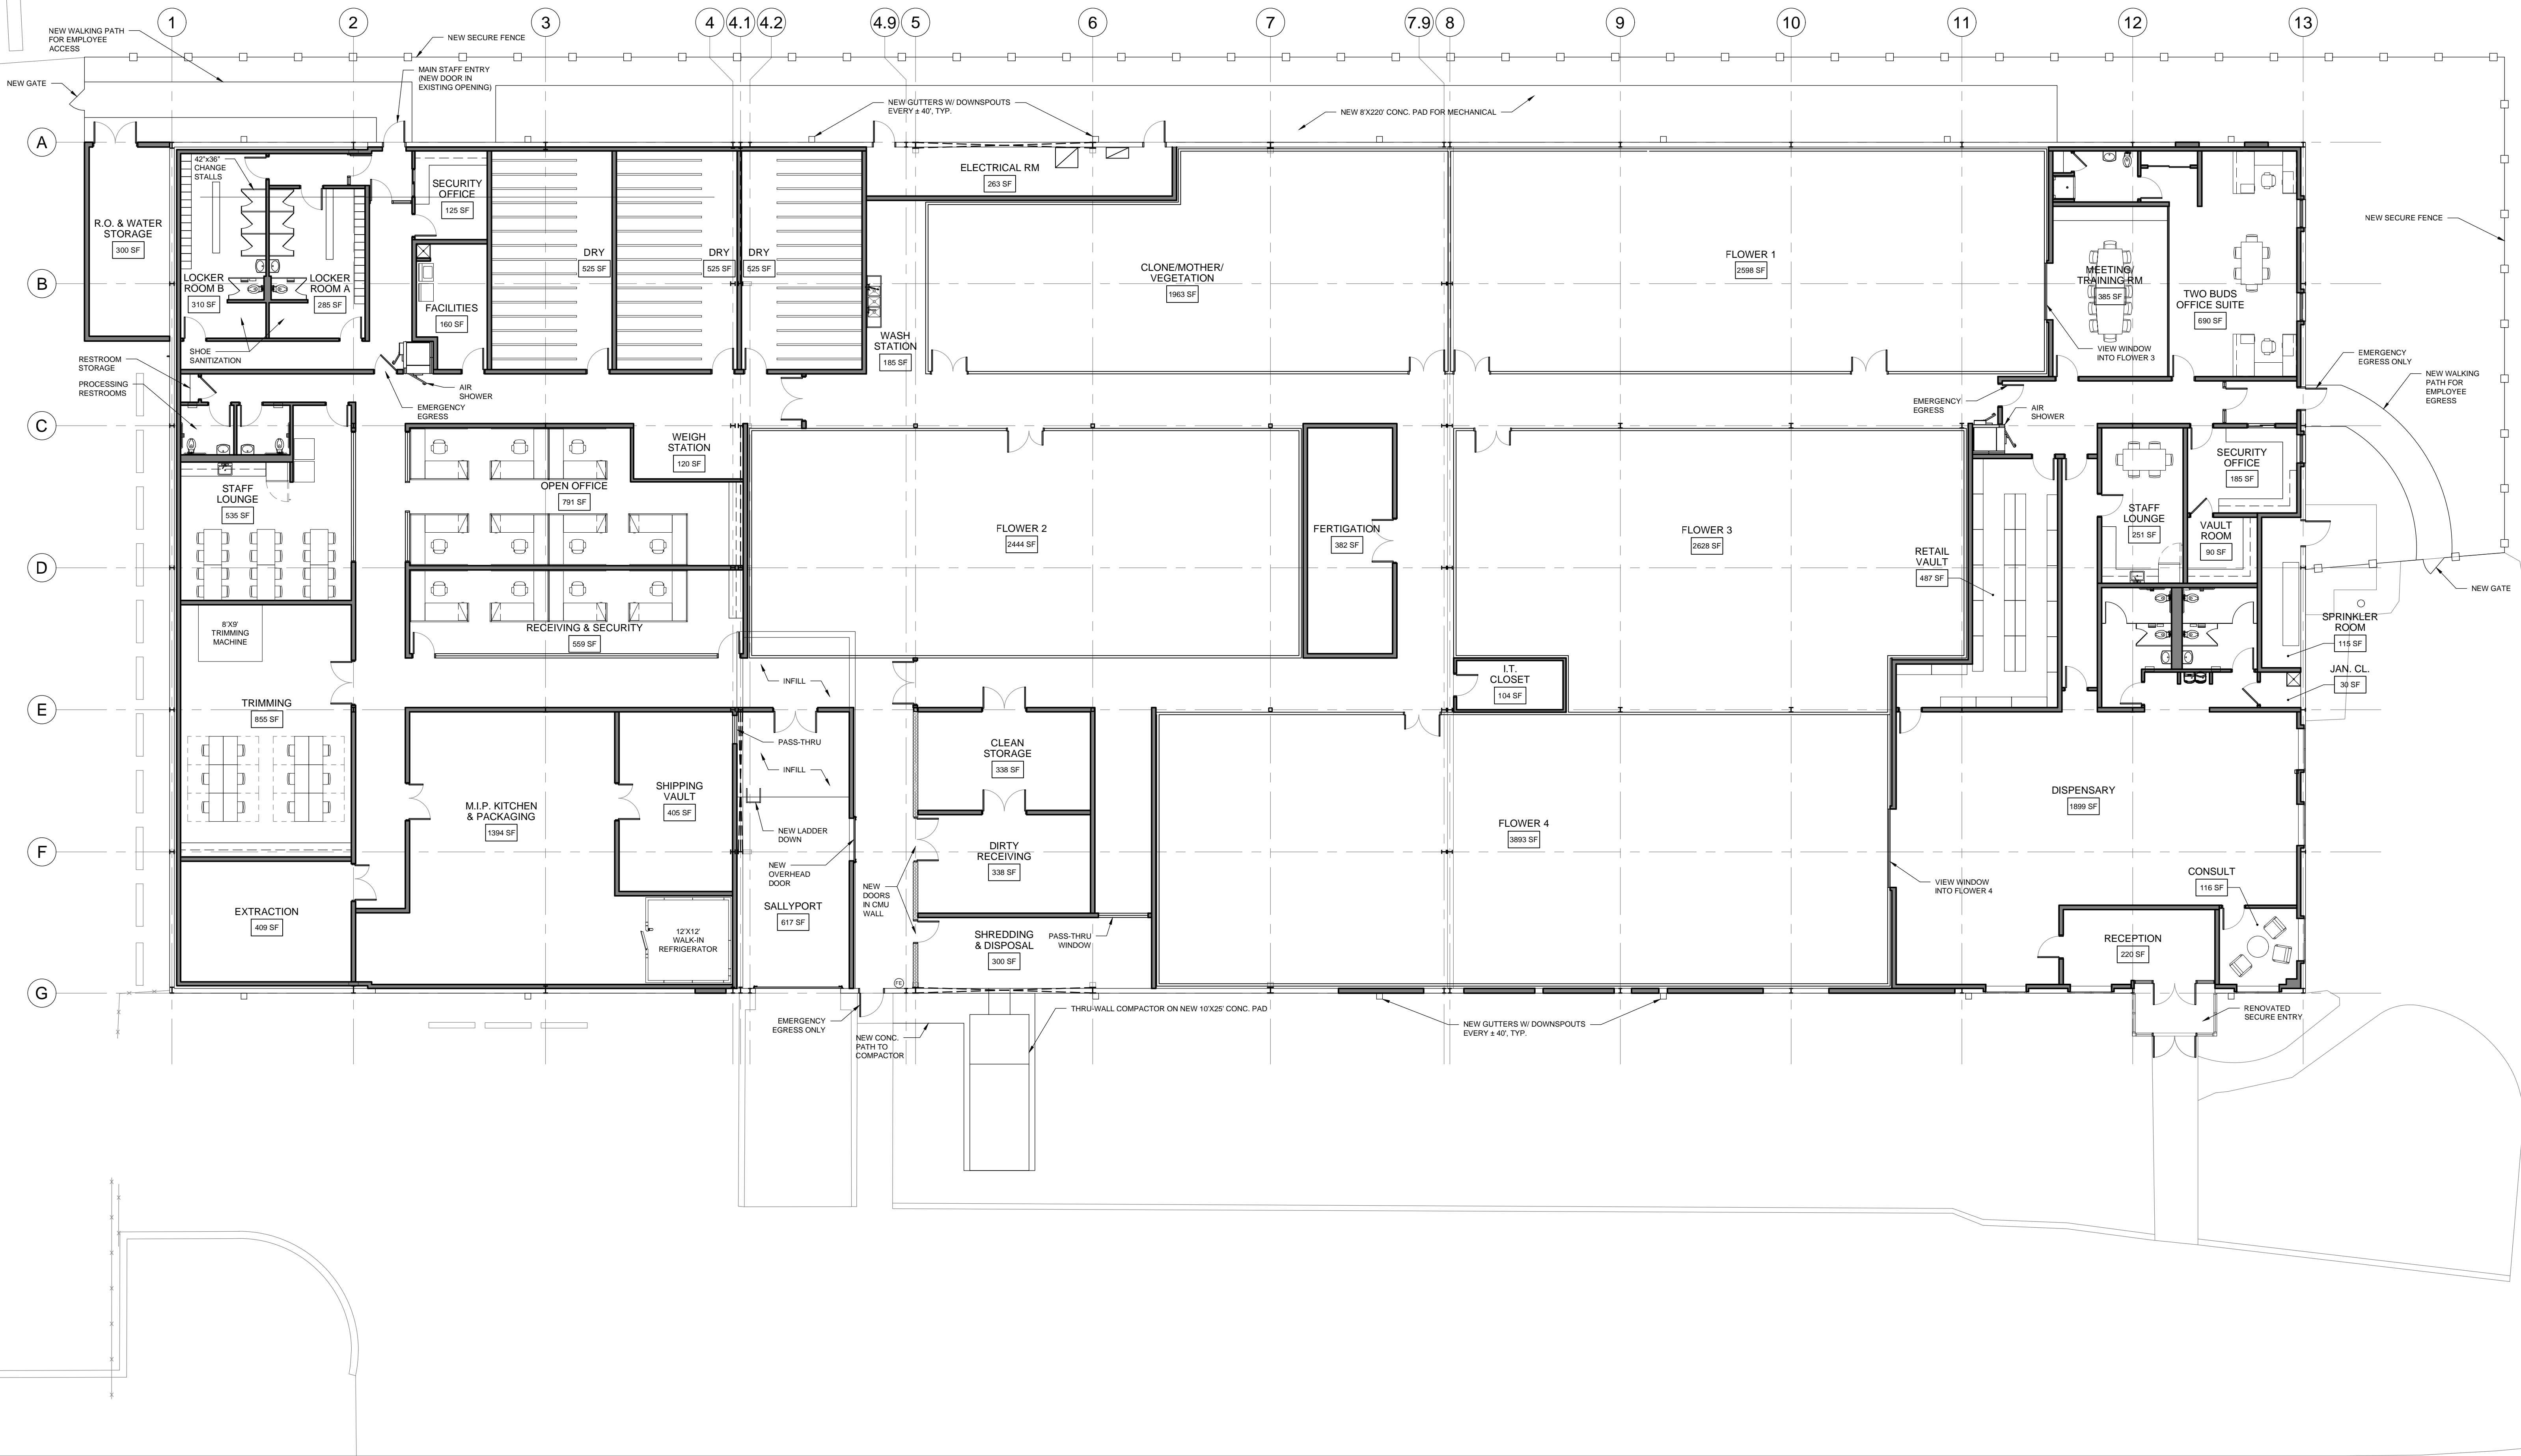 1
2
3
4
4.1
4.2
4.9
5
6
7
7.9
8
9
10
11
12
13
NEW WALKING PATH
FOR EMPLOYEE
ACCESS
NEW SECURE FENCE
MAIN STAFF ENTRY
(NEW DOOR IN
EXISTING OPENING)
NEW GATE
NEW GUTTERS W/ DOWNSPOUTS
EVERY ± 40', TYP.
NEW 8'X220' CONC. PAD FOR MECHANICAL
A
42"x36"
CHANGE
STALLS
SECURITY
OFFICE
125 SF
ELECTRICAL RM
263 SF
R.O. & WATER
STORAGE
300 SF
NEW SECURE FENCE
DRY
525 SF
DRY
525 SF
DRY
525 SF
FLOWER 1
2598 SF
CLONE/MOTHER/
VEGETATION
1963 SF
B
LOCKER
ROOM B
310 SF
LOCKER
ROOM A
285 SF
MEETING/
TRAINING RM
385 SF
TWO BUDS
OFFICE SUITE
690 SF
FACILITIES
160 SF
WASH
STATION
185 SF
SHOE
SANITIZATION
RESTROOM
STORAGE
PROCESSING
RESTROOMS
VIEW WINDOW
INTO FLOWER 3
EMERGENCY
EGRESS ONLY
NEW WALKING
PATH FOR
EMPLOYEE
EGRESS
AIR
SHOWER
EMERGENCY
EGRESS
EMERGENCY
EGRESS
AIR
SHOWER
C
WEIGH
STATION
120 SF
SECURITY
OFFICE
185 SF
STAFF
LOUNGE
535 SF
OPEN OFFICE
791 SF
FLOWER 2
2444 SF
FERTIGATION
382 SF
FLOWER 3
2628 SF
STAFF
LOUNGE
251 SF
VAULT
ROOM
90 SF
RETAIL
VAULT
487 SF
D
NEW GATE
8'X9'
TRIMMING
MACHINE
RECEIVING & SECURITY
559 SF
SPRINKLER
ROOM
115 SF
I.T.
CLOSET
104 SF
JAN. CL.
30 SF
INFILL
E
TRIMMING
855 SF
PASS-THRU
CLEAN
STORAGE
338 SF
INFILL
SHIPPING
VAULT
405 SF
M.I.P. KITCHEN
& PACKAGING
1394 SF
DISPENSARY
1899 SF
NEW LADDER
DOWN
FLOWER 4
3893 SF
F
DIRTY
RECEIVING
338 SF
NEW
OVERHEAD
DOOR
NEW
DOORS
IN CMU
WALL
VIEW WINDOW
INTO FLOWER 4
CONSULT
116 SF
EXTRACTION
409 SF
SALLYPORT
617 SF
12'X12'
WALK-IN
REFRIGERATOR
SHREDDING
& DISPOSAL
300 SF
PASS-THRU
WINDOW
RECEPTION
220 SF
FE
G
THRU-WALL COMPACTOR ON NEW 10'X25' CONC. PAD
EMERGENCY
EGRESS ONLY
NEW CONC.
PATH TO
COMPACTOR
NEW GUTTERS W/ DOWNSPOUTS
EVERY ± 40', TYP.
RENOVATED
SECURE ENTRY